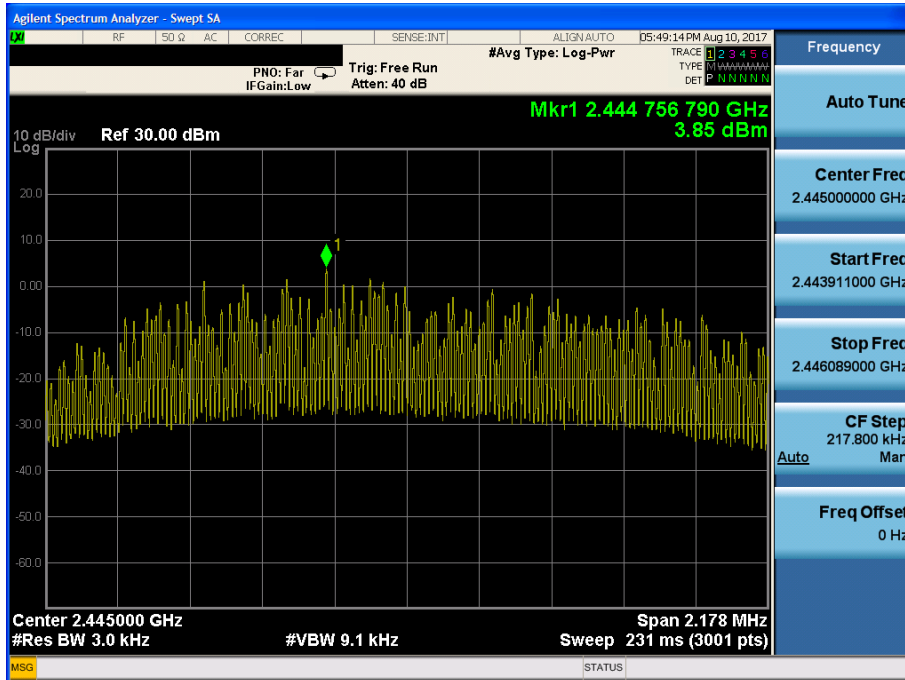 Agilent Spectrum Analyzer - Swept SA
LXI RF 50 Ω AC CORREC SENSE:INT ALIGN AUTO 05:49:14 PM Aug 10, 2017
#Avg Type: Log-Pwr TRACE 1 2 3 4 5 6
PNO: Far Trig: Free Run TYPE M WWWWW
IFGain:Low Atten: 40 dB DET P N N N N N
Mkr1 2.444 756 790 GHz
3.85 dBm
10 dB/div Ref 30.00 dBm
Log
20.0
10.0
1
0.00
-10.0
-20.0
-30.0
-40.0
-50.0
-60.0
Center 2.445000 GHz Span 2.178 MHz
#Res BW 3.0 kHz #VBW 9.1 kHz Sweep 231 ms (3001 pts)
MSG STATUS
Frequency
Auto Tune
Center Freq
2.445000000 GHz
Start Freq
2.443911000 GHz
Stop Freq
2.446089000 GHz
CF Step
217.800 kHz
Auto Man
Freq Offset
0 Hz